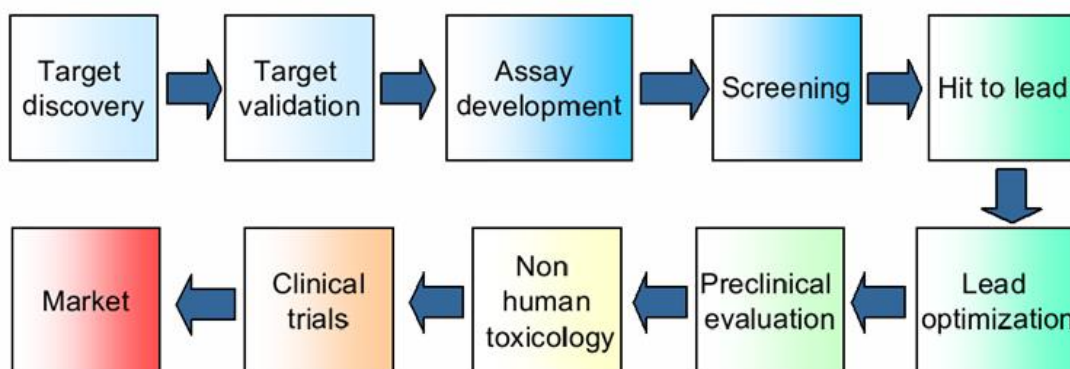 Target
discovery
Target
validation
Assay
development
Screening
Hit to lead
Lead
optimization
Preclinical
evaluation
Non
human
toxicology
Clinical
trials
Market